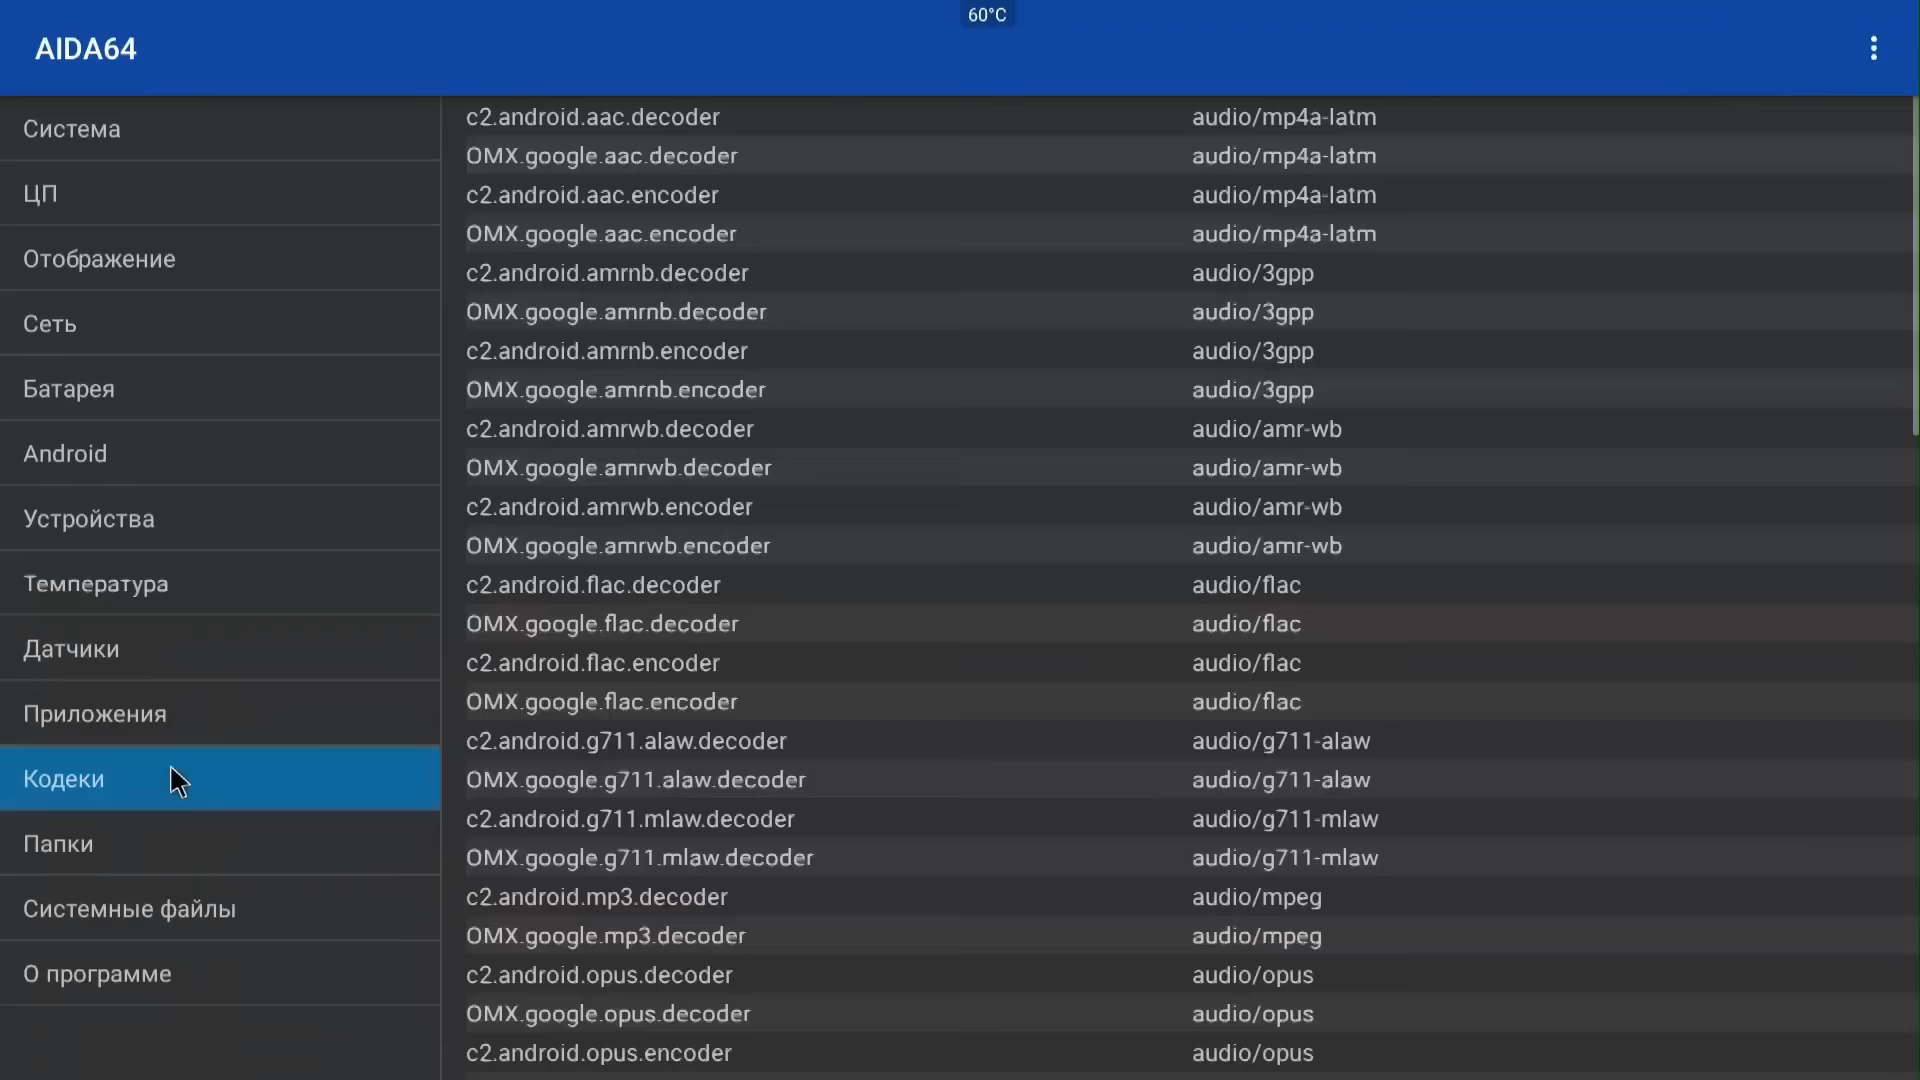 60°C
AIDA64
Система
ЦП
Отображение
Сеть
Батарея
Android
Устройства
Температура
Датчики
Приложения
Кодеки
Папки
Системные файлы
О программе
c2.android.aac.decoder audio/mp4a-latm
OMX.google.aac.decoder audio/mp4a-latm
c2.android.aac.encoder audio/mp4a-latm
OMX.google.aac.encoder audio/mp4a-latm
c2.android.amrnb.decoder audio/3gpp
OMX.google.amrnb.decoder audio/3gpp
c2.android.amrnb.encoder audio/3gpp
OMX.google.amrnb.encoder audio/3gpp
c2.android.amrwb.decoder audio/amr-wb
OMX.google.amrwb.decoder audio/amr-wb
c2.android.amrwb.encoder audio/amr-wb
OMX.google.amrwb.encoder audio/amr-wb
c2.android.flac.decoder audio/flac
OMX.google.flac.decoder audio/flac
c2.android.flac.encoder audio/flac
OMX.google.flac.encoder audio/flac
c2.android.g711.alaw.decoder audio/g711-alaw
OMX.google.g711.alaw.decoder audio/g711-alaw
c2.android.g711.mlaw.decoder audio/g711-mlaw
OMX.google.g711.mlaw.decoder audio/g711-mlaw
c2.android.mp3.decoder audio/mpeg
OMX.google.mp3.decoder audio/mpeg
c2.android.opus.decoder audio/opus
OMX.google.opus.decoder audio/opus
c2.android.opus.encoder audio/opus